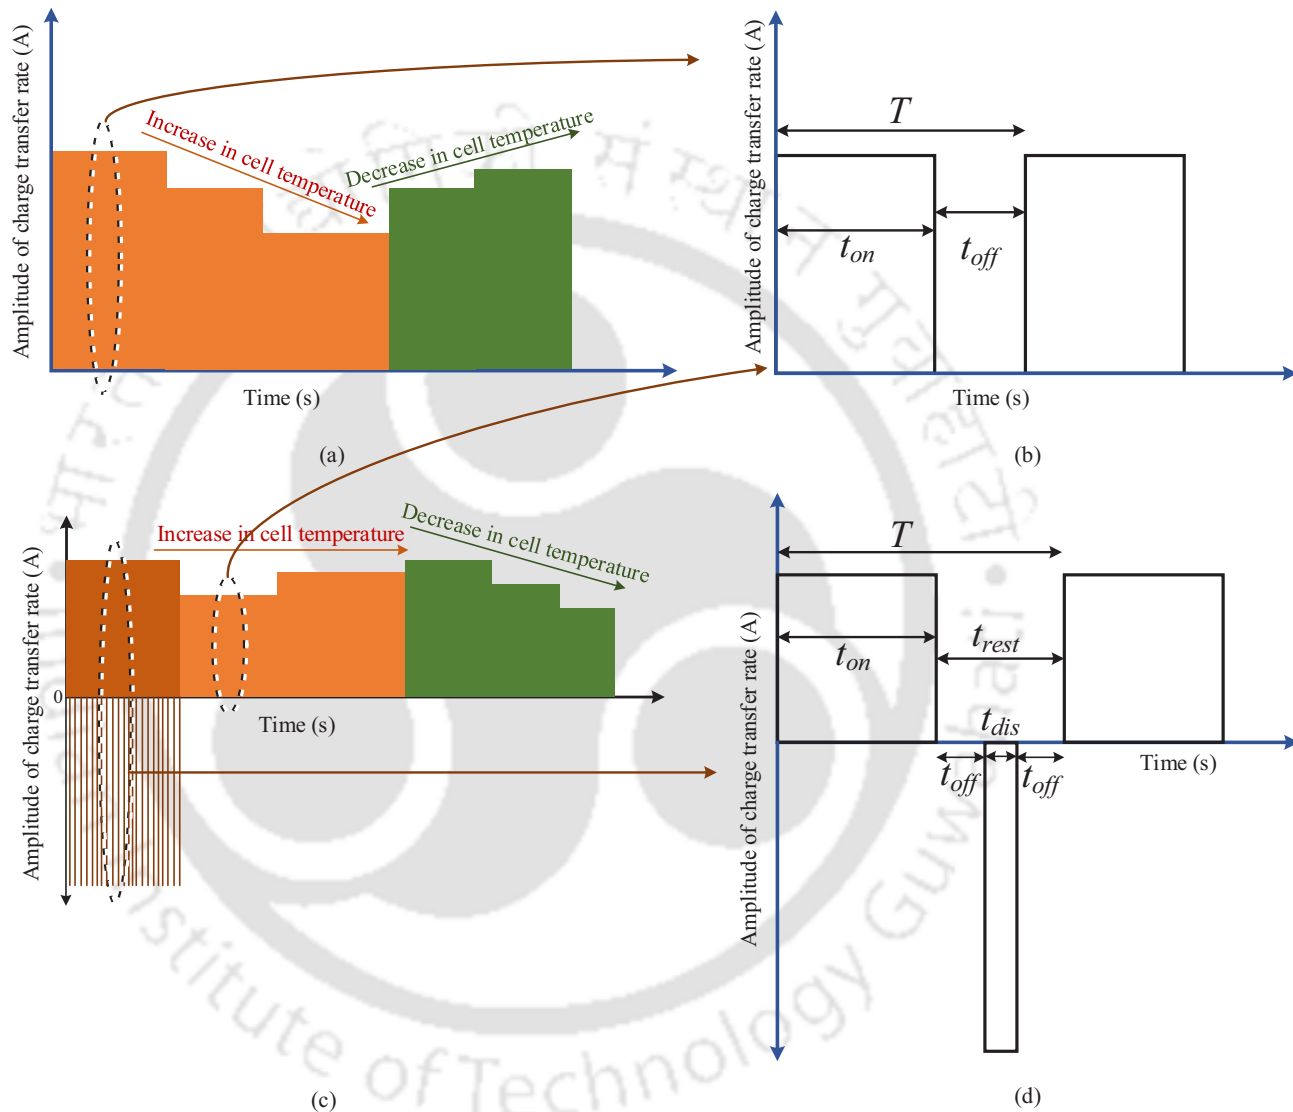 Amplitude of charge transfer rate (A)
Increase in cell temperature
Decrease in cell temperature
Time (s)
(a)
Amplitude of charge transfer rate (A)
T
t_on
t_off
Time (s)
(b)
Amplitude of charge transfer rate (A)
Increase in cell temperature
Decrease in cell temperature
0
Time (s)
(c)
Amplitude of charge transfer rate (A)
T
t_on
t_rest
t_dis
t_off
t_off
Time (s)
(d)
Institute of Technology Guwahati